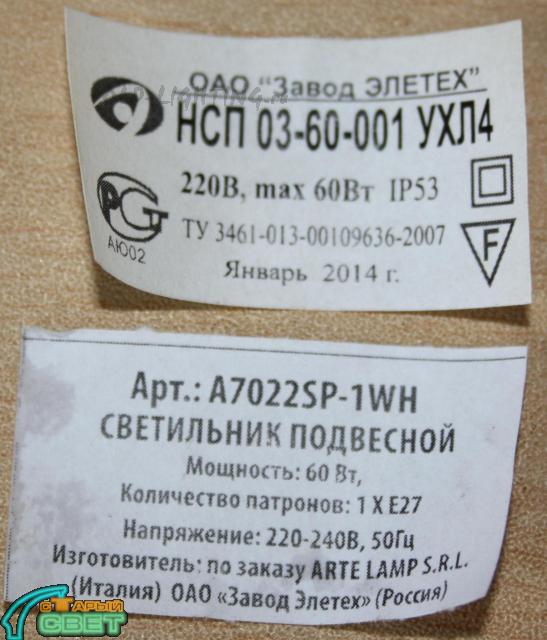 ОАО "Завод ЭЛЕТЕХ"
НСП 03-60-001 УХЛ4
220В, max 60Вт IP53
РСТ
АЮ02
ТУ 3461-013-00109636-2007
F
Январь 2014 г.
Арт.: A7022SP-1WH
СВЕТИЛЬНИК ПОДВЕСНОЙ
Мощность: 60 Вт,
Количество патронов: 1 X E27
Напряжение: 220-240В, 50Гц
Изготовитель: по заказу ARTE LAMP S.R.L.
(Италия) ОАО «Завод Элетех» (Россия)
СТАРЫЙ
СВЕТ